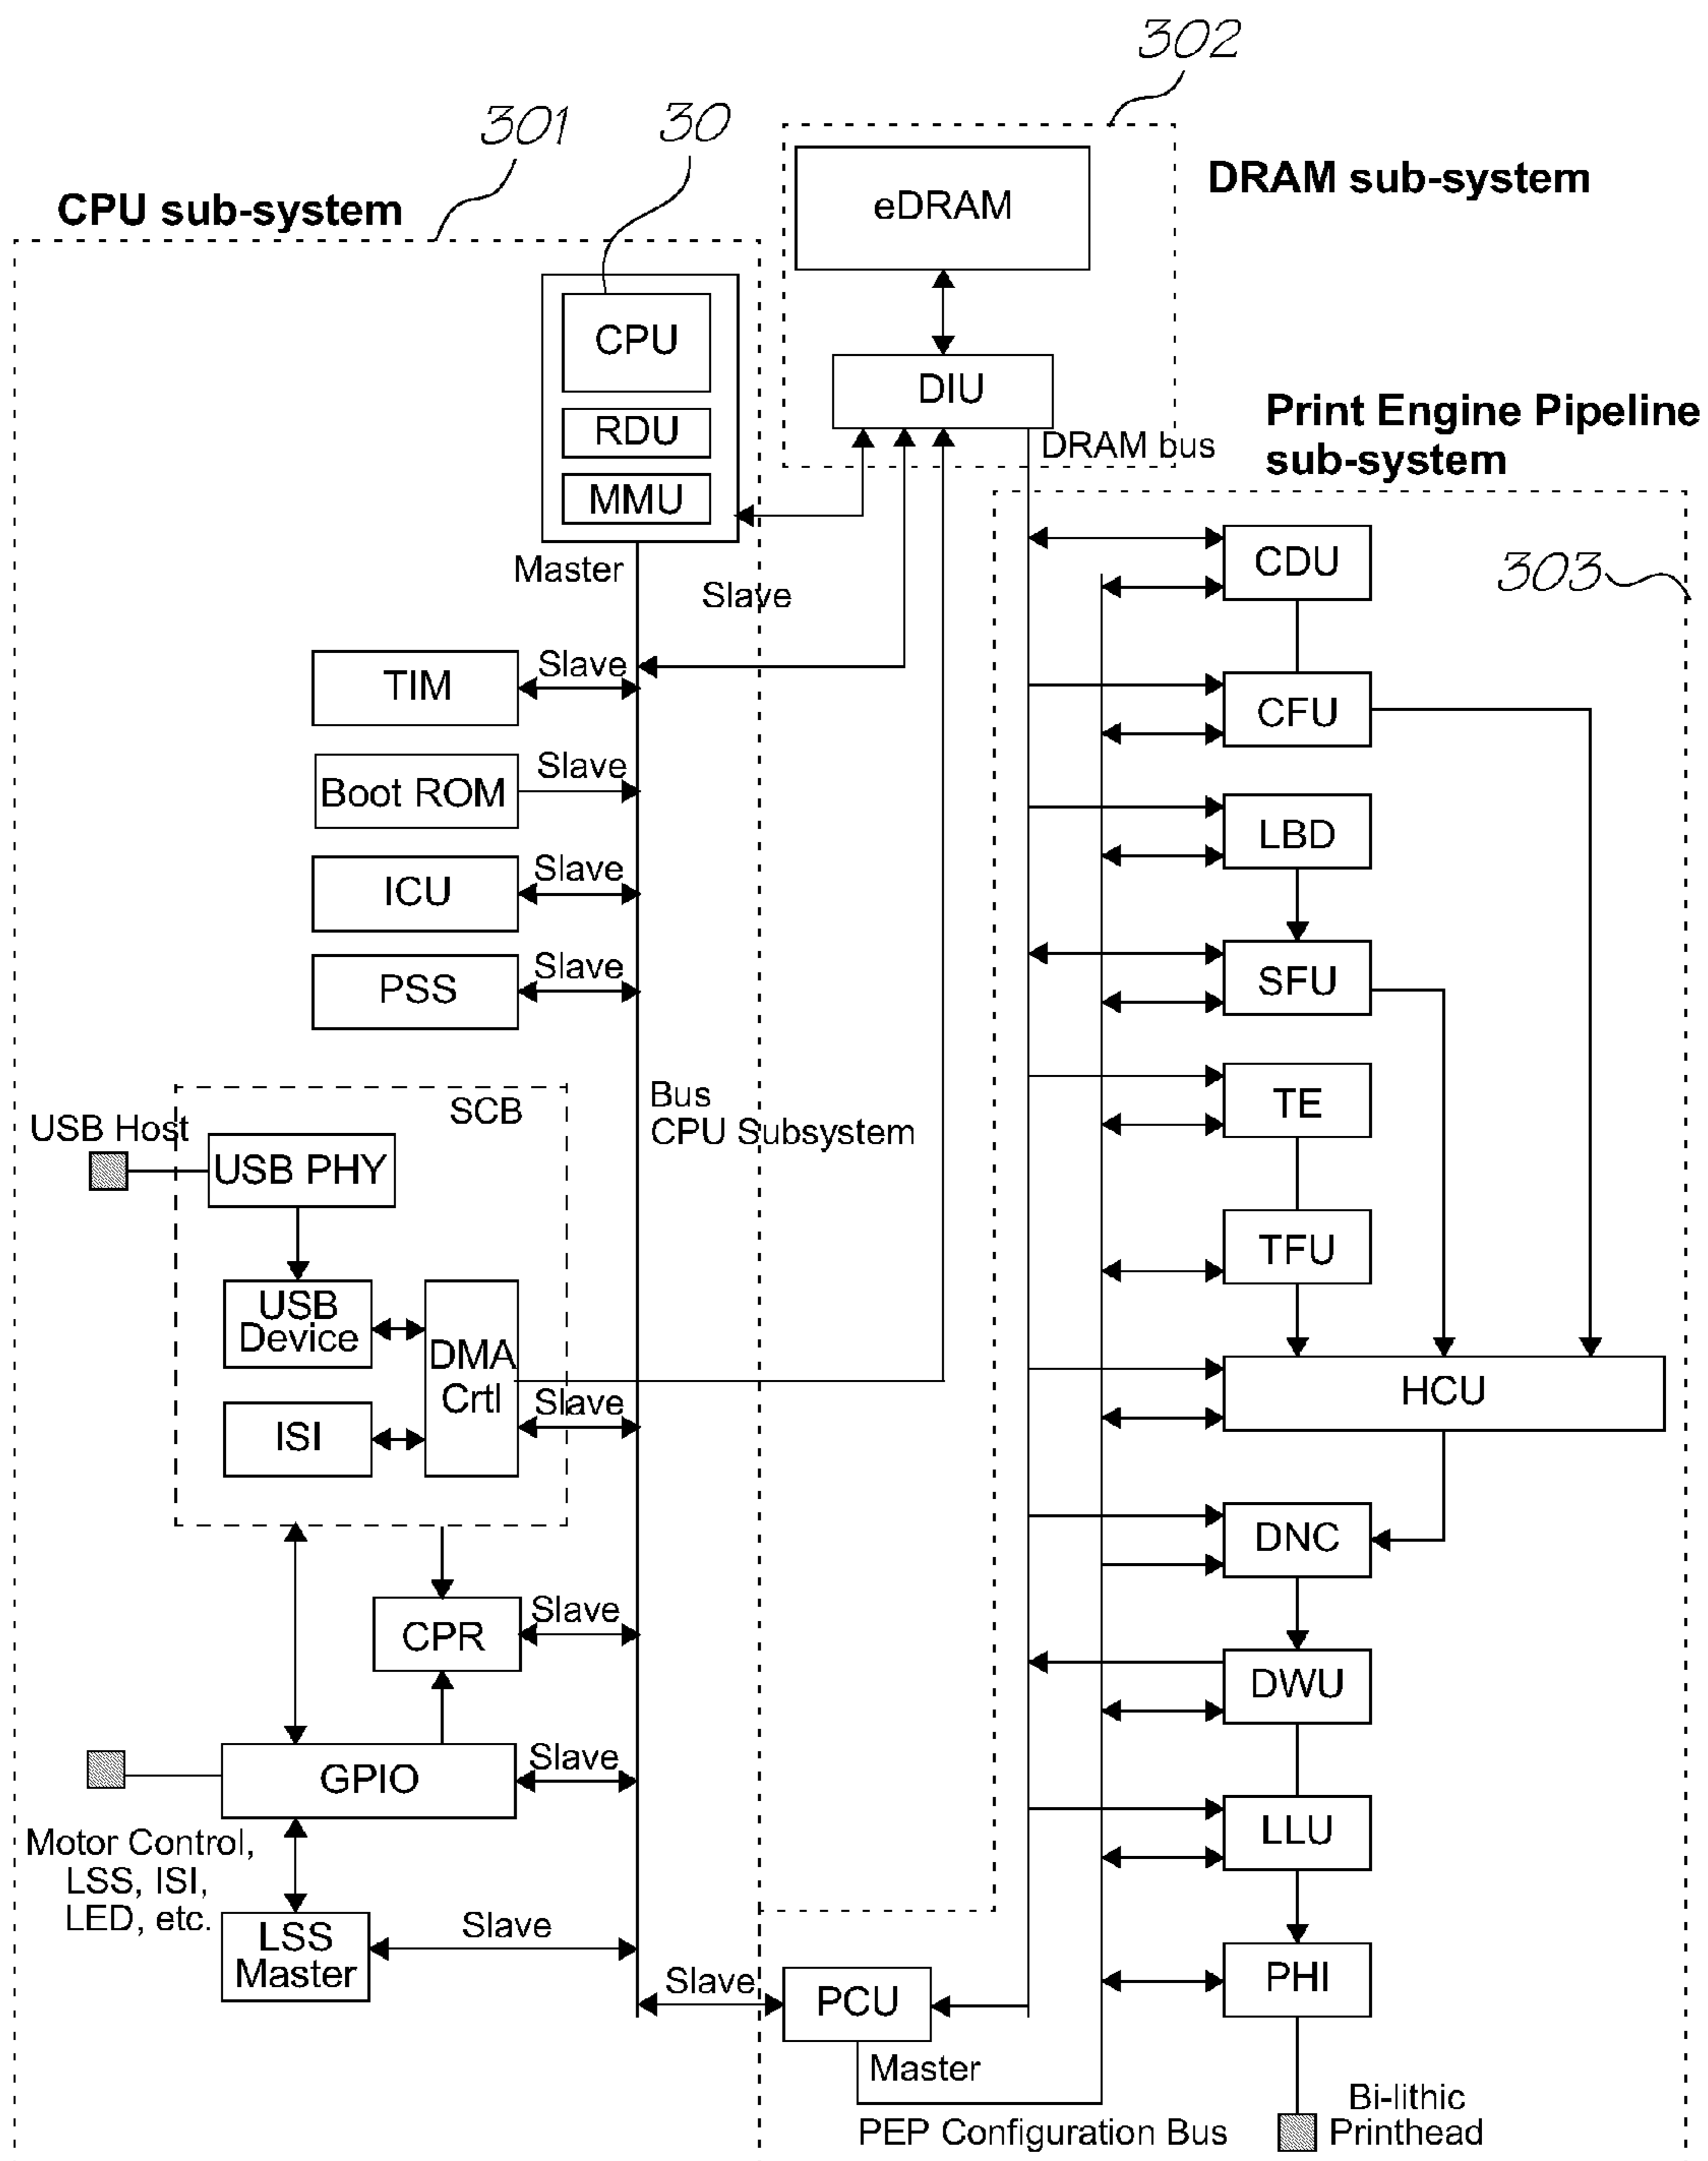 302
301
30
DRAM sub-system
CPU sub-system
eDRAM
CPU
DIU
RDU
Print Engine Pipeline
sub-system
DRAM bus
MMU
Master
Slave
CDU
303
TIM
Slave
CFU
Boot ROM
Slave
LBD
ICU
Slave
PSS
Slave
SFU
Bus
CPU Subsystem
SCB
USB Host
USB PHY
TE
TFU
USB
Device
DMA
Crtl
Slave
ISI
HCU
DNC
CPR
Slave
DWU
GPIO
Slave
Motor Control,
LSS, ISI,
LED, etc.
LLU
LSS
Master
Slave
Slave
PCU
PHI
Master
PEP Configuration Bus
Bi-lithic
Printhead